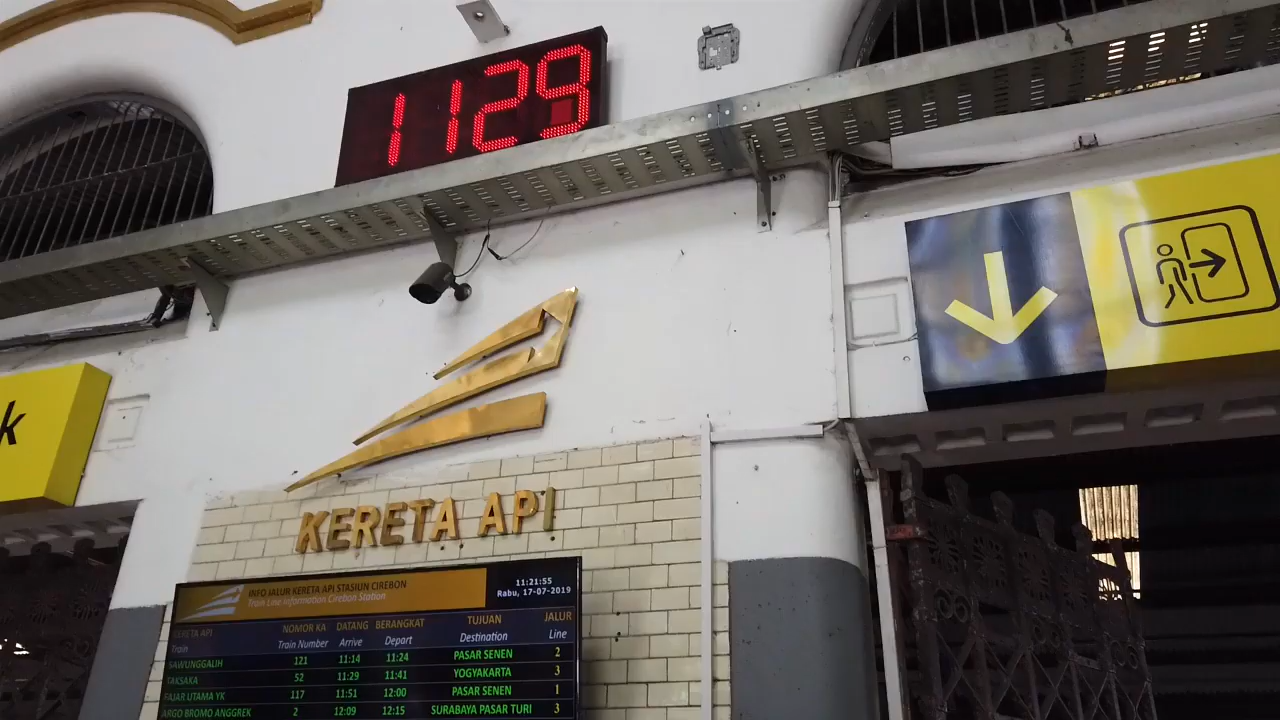 1129
k
KERETA API
INFO JALUR KERETA API STASIUN CIREBON
Train Line Information Cirebon Station
11:21:55
Rabu, 17-07-2019
KERETA API NOMOR KA DATANG BERANGKAT TUJUAN JALUR
Train Train Number Arrive Depart Destination Line
SAWUNGGALIH 121 11:14 11:24 PASAR SENEN 2
TAKSAKA 52 11:29 11:41 YOGYAKARTA 3
FAJAR UTAMA YK 117 11:51 12:00 PASAR SENEN 1
ARGO BROMO ANGGREK 2 12:09 12:15 SURABAYA PASAR TURI 3